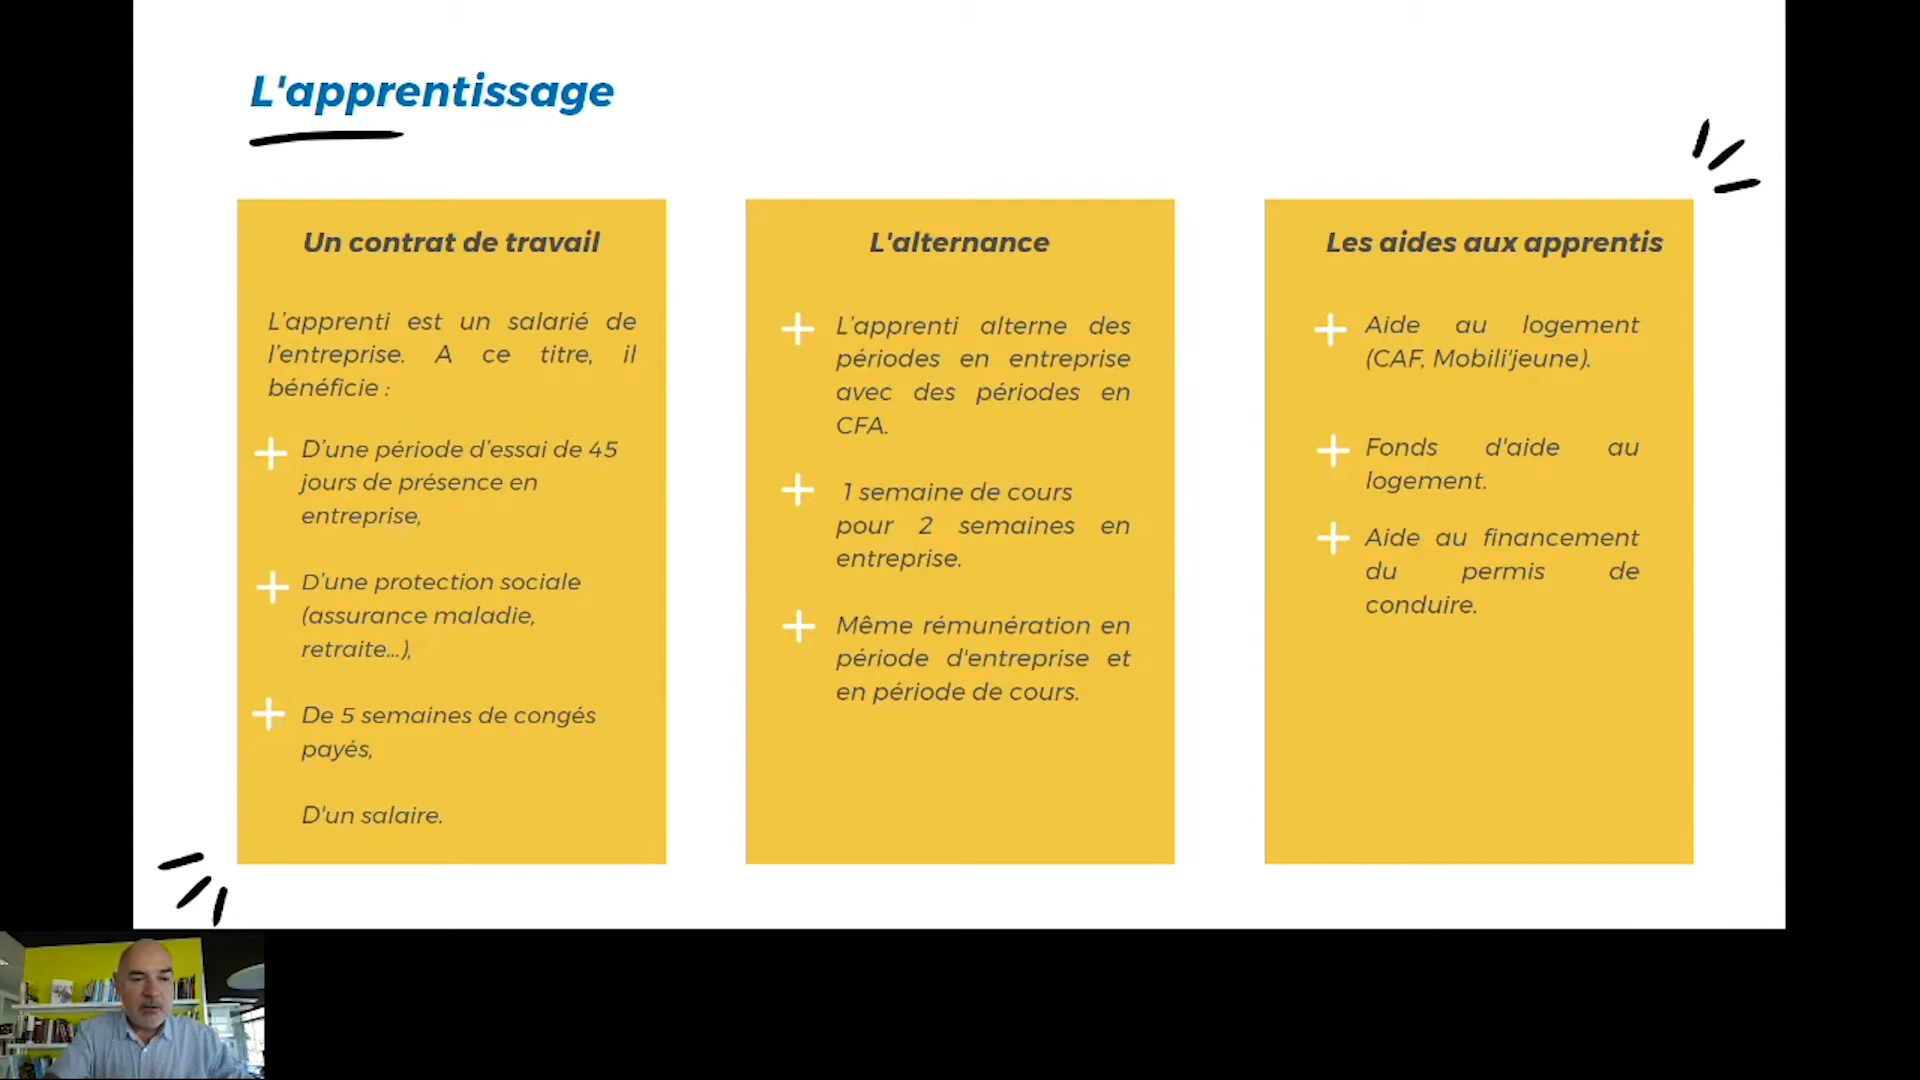 L'apprentissage
Un contrat de travail
L’apprenti est un salarié de
l’entreprise. A ce titre, il
bénéficie :
D’une période d’essai de 45
jours de présence en
entreprise,
D’une protection sociale
(assurance maladie,
retraite...),
De 5 semaines de congés
payés,
D'un salaire.
L'alternance
L’apprenti alterne des
périodes en entreprise
avec des périodes en
CFA.
1 semaine de cours
pour 2 semaines en
entreprise.
Même rémunération en
période d'entreprise et
en période de cours.
Les aides aux apprentis
Aide au logement
(CAF, Mobili'jeune).
Fonds d'aide au
logement.
Aide au financement
du permis de
conduire.